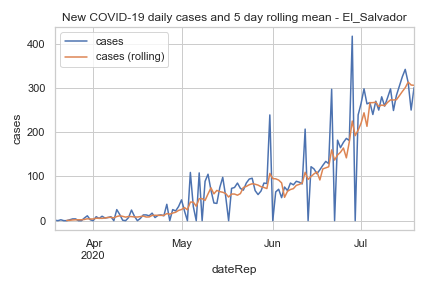 New COVID-19 daily cases and 5 day rolling mean - El_Salvador
cases
cases (rolling)
400
300
200
100
0
cases
Apr
2020
May
Jun
Jul
dateRep